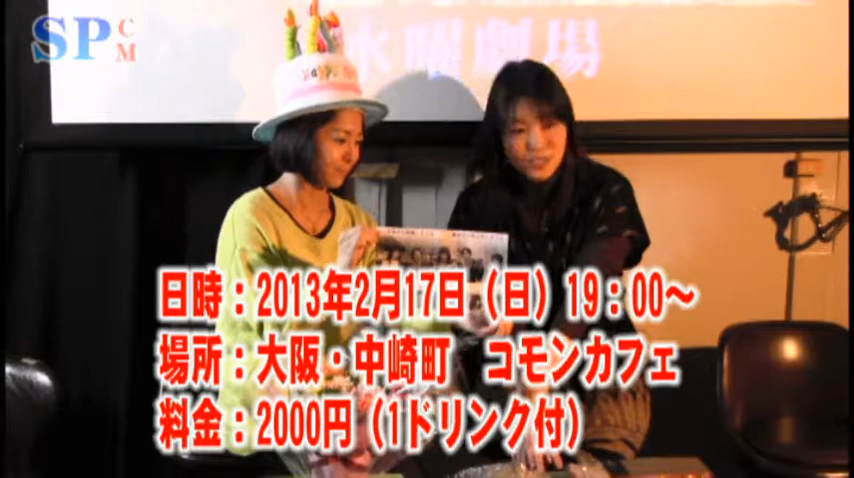 SP CM
水曜劇場
Happy
日時：2013年2月17日（日）19：00～
場所：大阪・中崎町　コモンカフェ
料金：2000円（1ドリンク付）